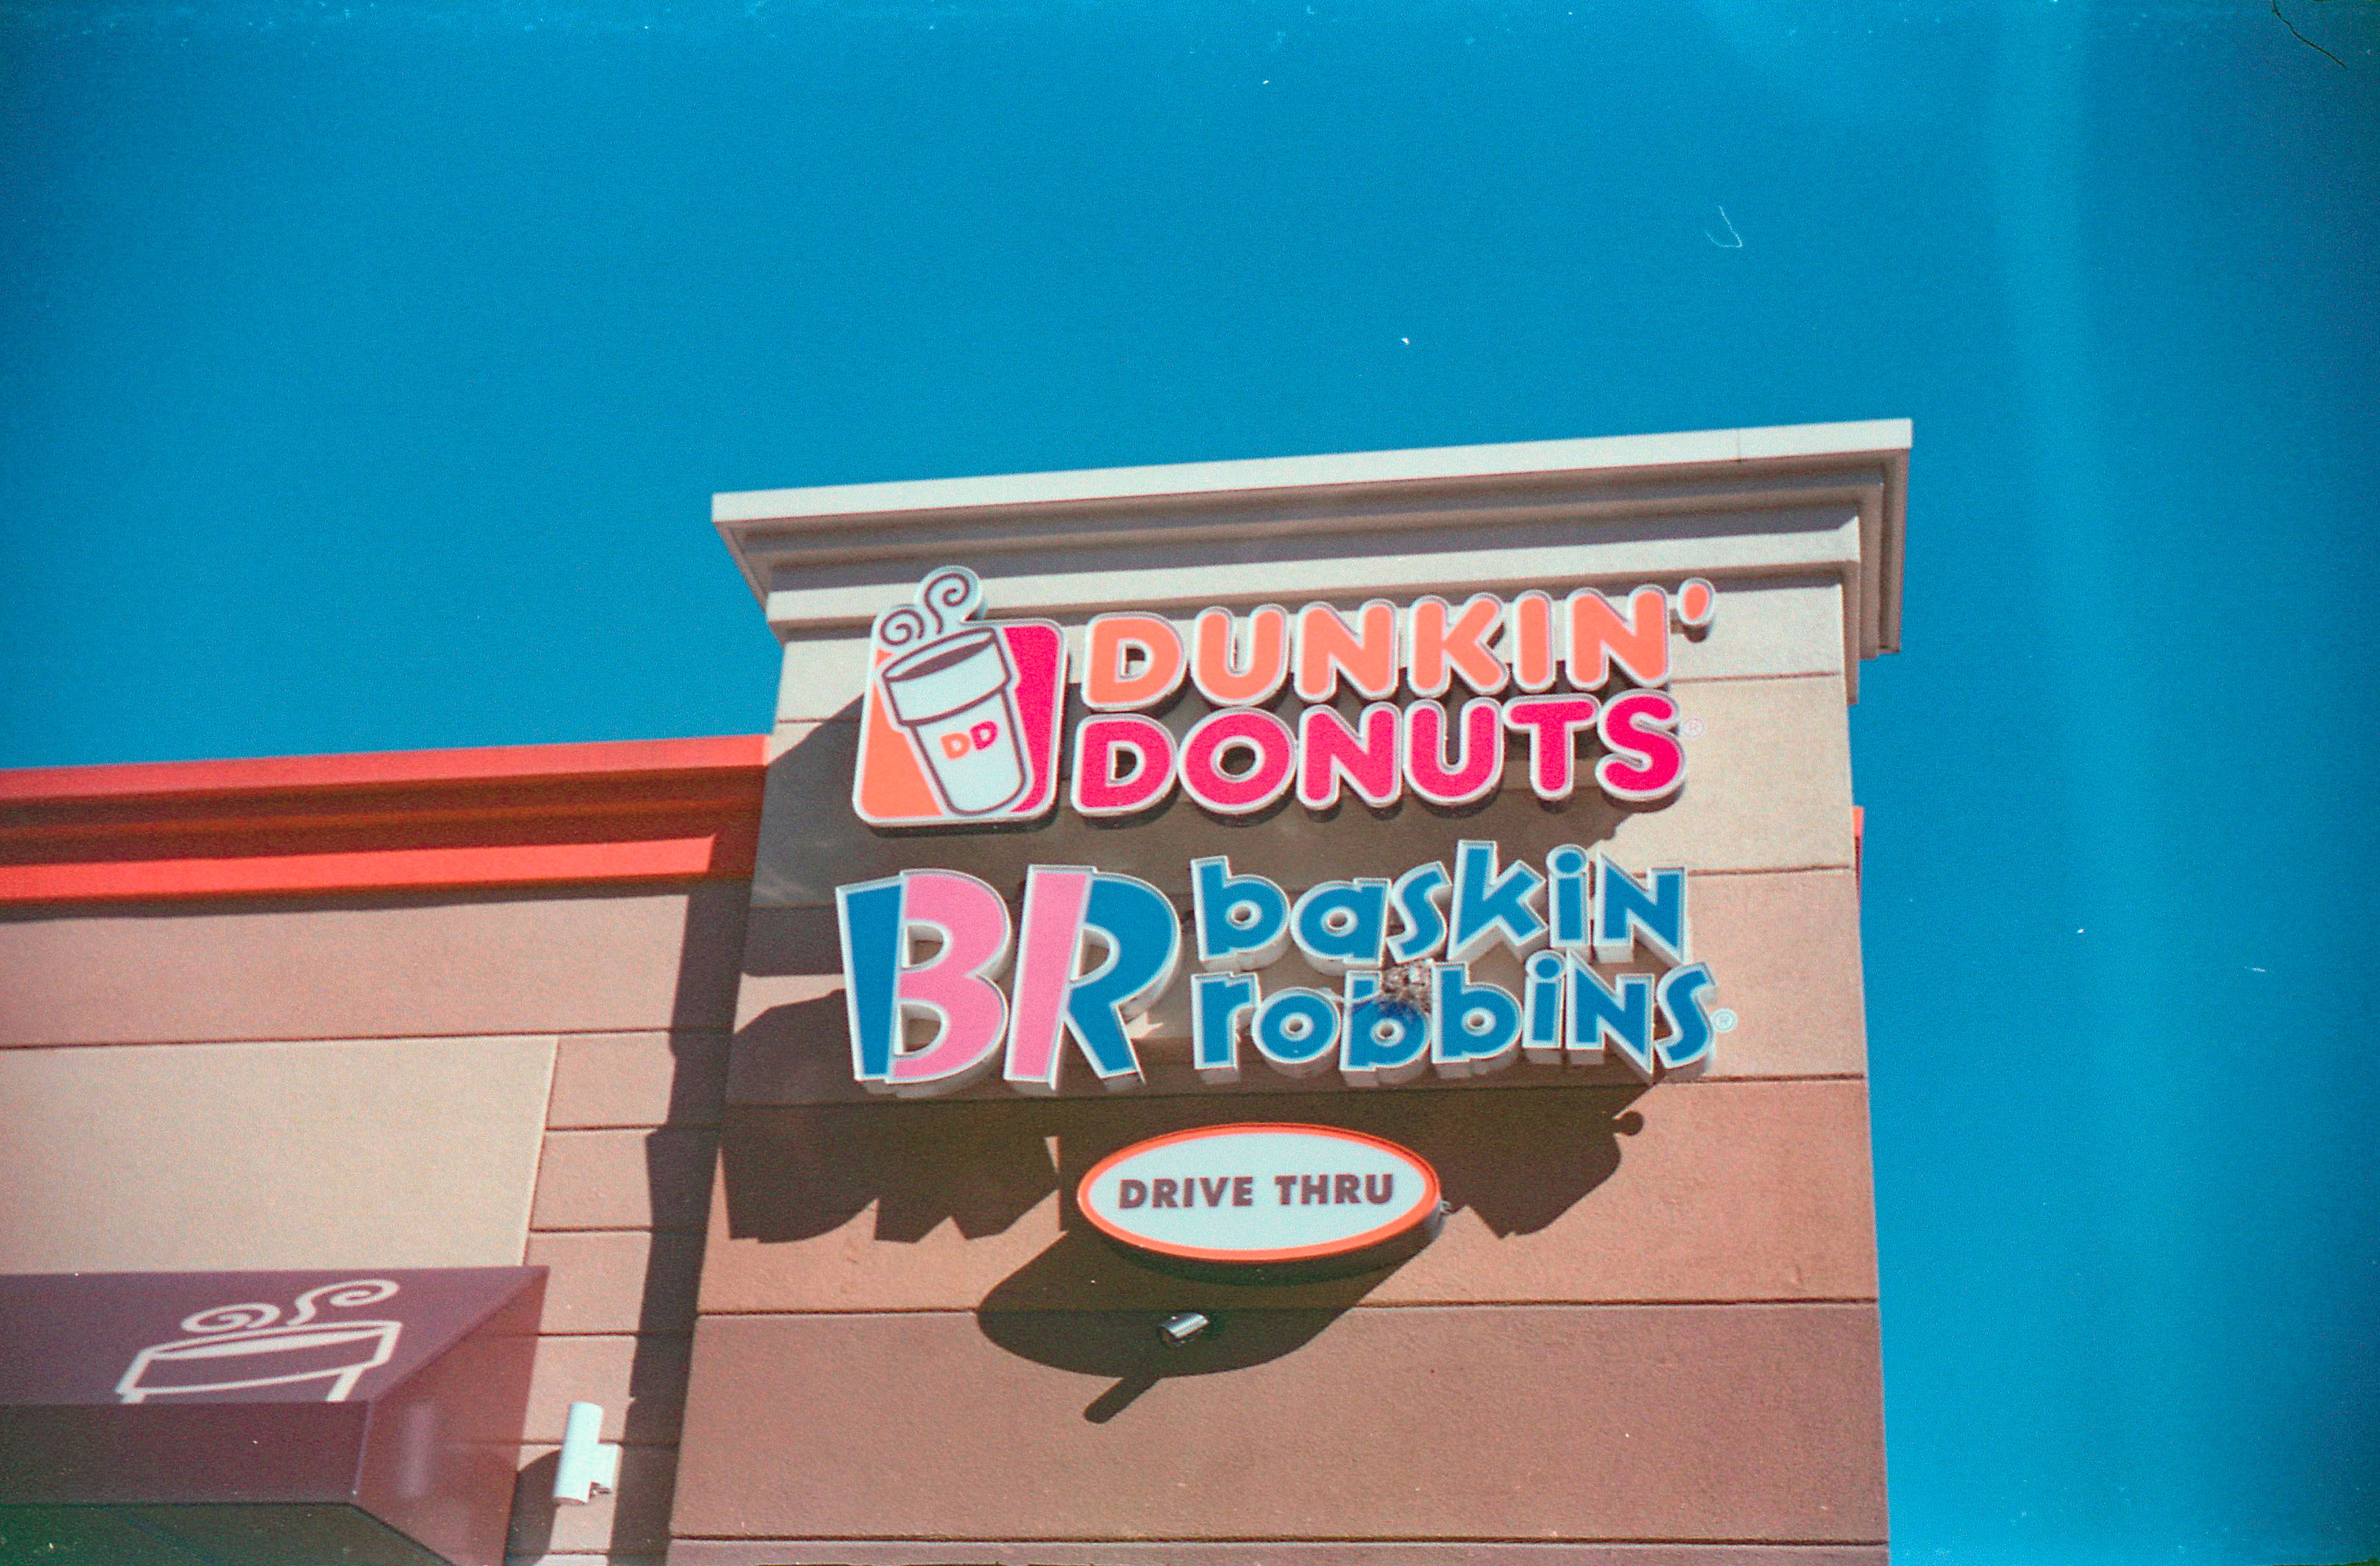 DD
DUNKIN'
DONUTS®
BR
baskin
robbins®
DRIVE THRU